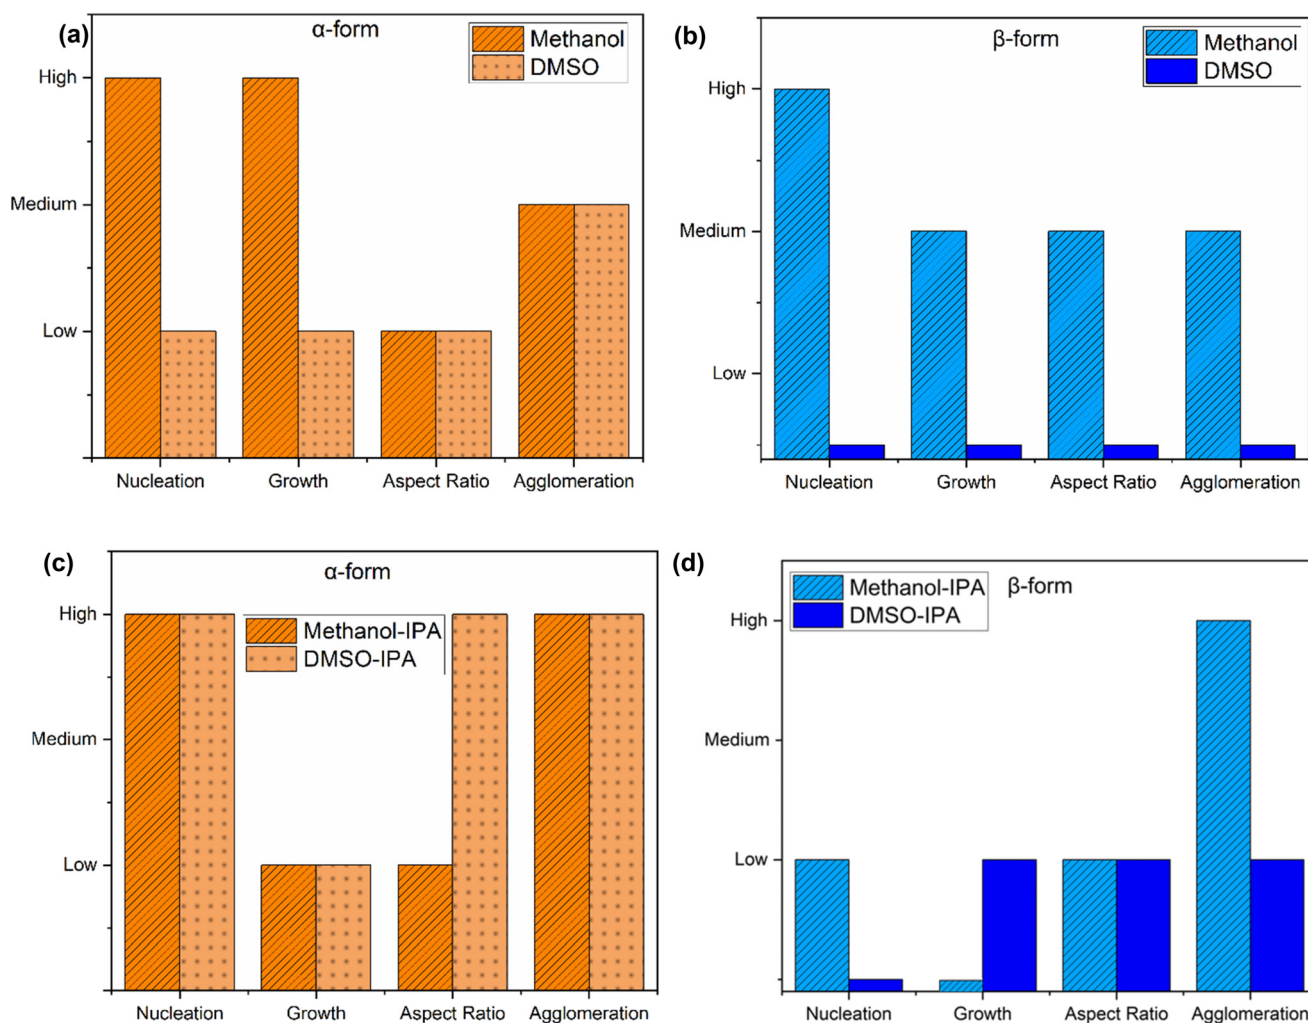 (a)
α-form
Methanol
DMSO
High
Medium
Low
Nucleation Growth Aspect Ratio Agglomeration
(b)
β-form
Methanol
DMSO
High
Medium
Low
Nucleation Growth Aspect Ratio Agglomeration
(c)
α-form
Methanol-IPA
DMSO-IPA
High
Medium
Low
Nucleation Growth Aspect Ratio Agglomeration
(d)
β-form
Methanol-IPA
DMSO-IPA
High
Medium
Low
Nucleation Growth Aspect Ratio Agglomeration